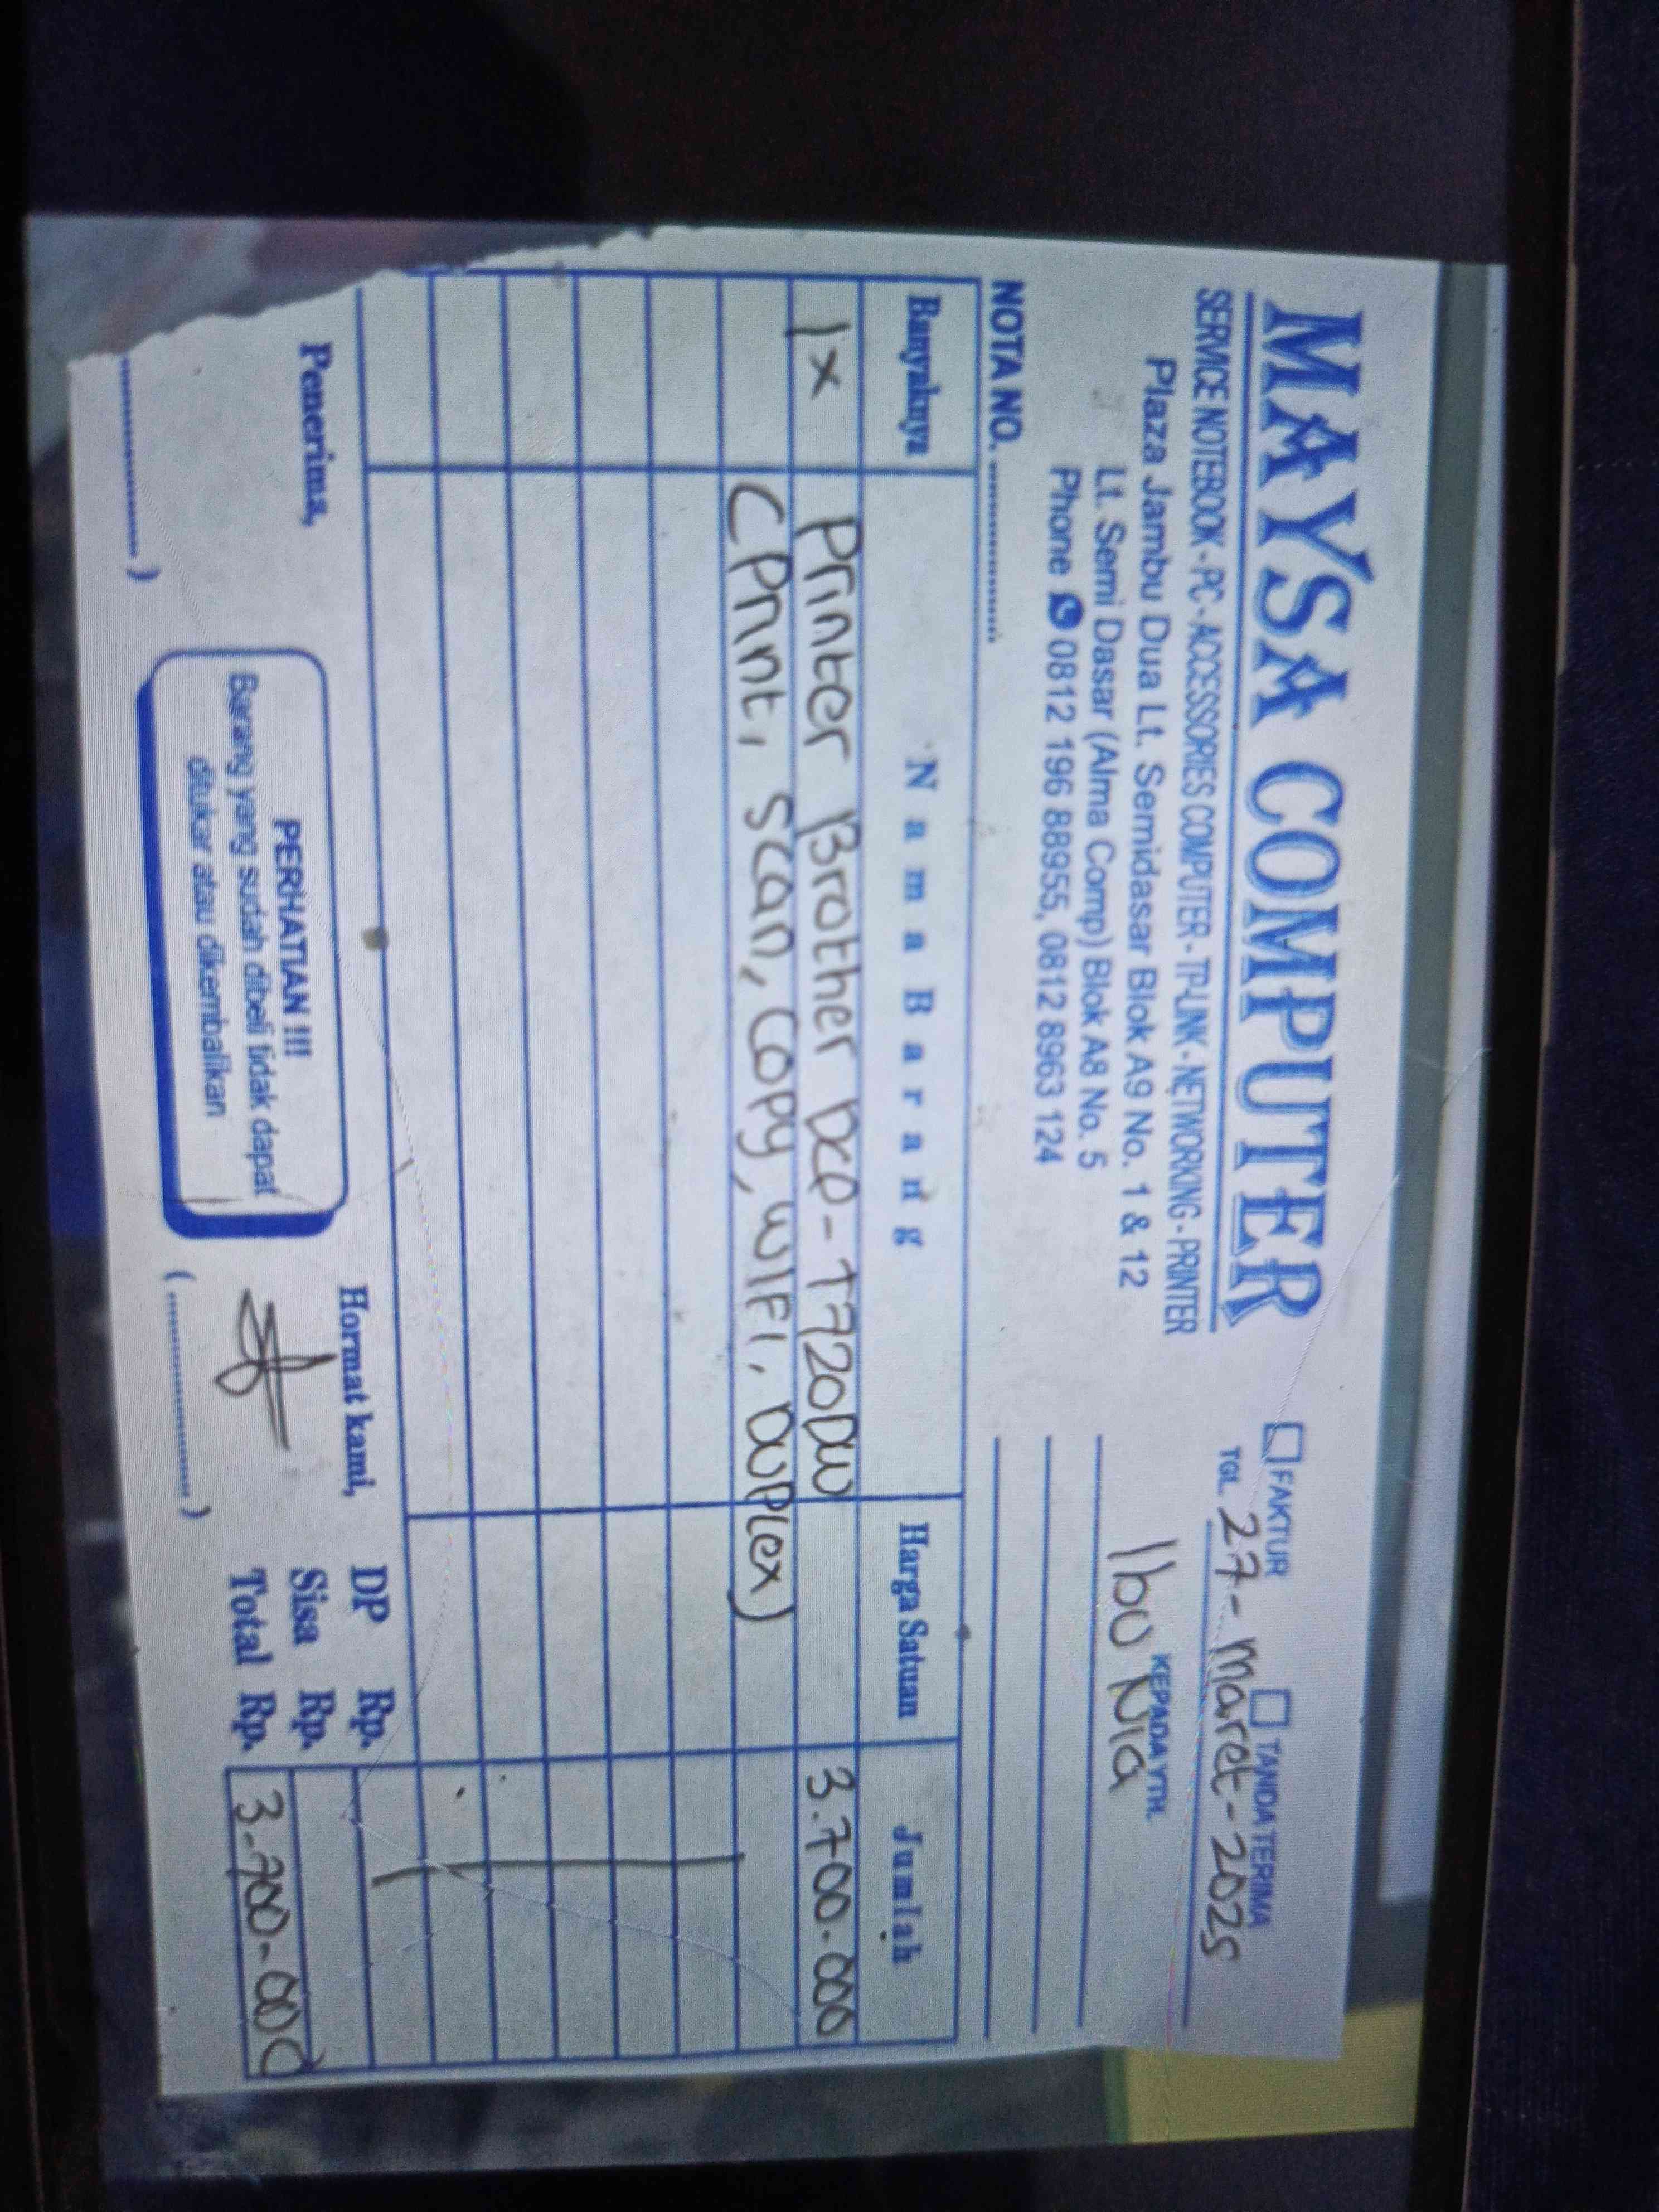 MAYSA COMPUTER
SERVICE NOTEBOOK - PC - ACCESSORIES COMPUTER - TP-LINK - NETWORKING - PRINTER
Plaza Jambu Dua Lt. Semidasar Blok A9 No. 1 & 12
Lt. Semi Dasar (Alma Comp) Blok A8 No. 5
Phone 0812 196 88955, 0812 8963 124
FAKTUR TANDA TERIMA
TGL. 27-maret-2025
KEPADA YTH.
Ibu Nia
NOTA NO. ..............
Banyaknya Nama Barang Harga Satuan Jumlah
1x Printer Brother DCP-T720DW 3.700.000
(Print, scan, copy, wifi, Duplex)
Penerima, Hormat kami, DP Rp.
PERHATIAN !!! Sisa Rp.
Barang yang sudah dibeli tidak dapat Total Rp. 3-700-000
ditukar atau dikembalikan
...................) (...................)